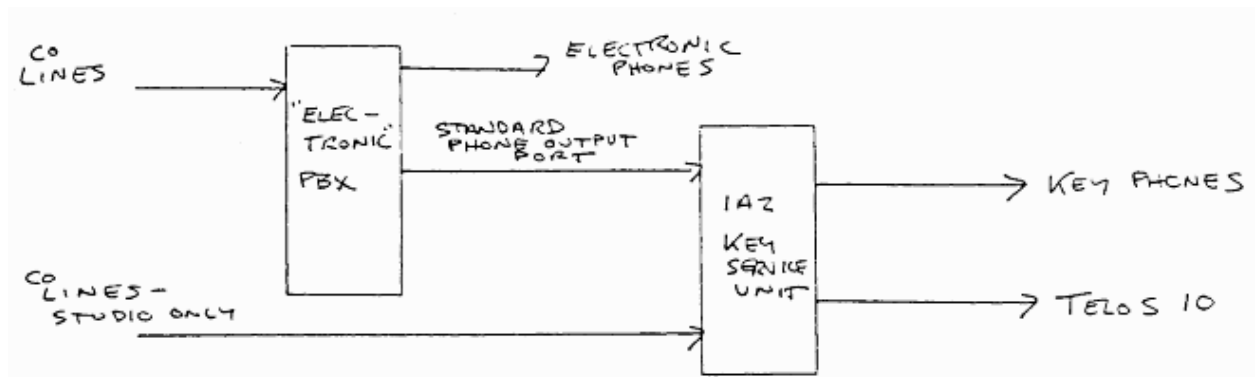 CO
LINES
"ELEC-
TRONIC"
PBX
ELECTRONIC
PHONES
STANDARD
PHONE OUTPUT
PORT
1A2
KEY
SERVICE
UNIT
KEY PHONES
TELOS 10
CO
LINES-
STUDIO ONLY